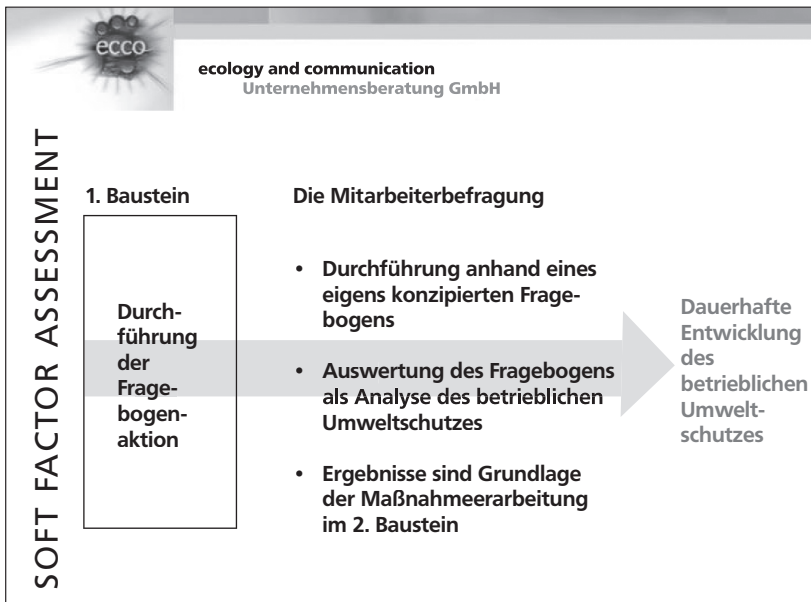 ecco
ecology and communication
Unternehmensberatung GmbH
SOFT FACTOR ASSESSMENT
1. Baustein
Durch-
führung
der
Frage-
bogen-
aktion
Die Mitarbeiterbefragung
• Durchführung anhand eines
eigens konzipierten Frage-
bogens
• Auswertung des Fragebogens
als Analyse des betrieblichen
Umweltschutzes
• Ergebnisse sind Grundlage
der Maßnahmeerarbeitung
im 2. Baustein
Dauerhafte
Entwicklung
des
betrieblichen
Umwelt-
schutzes